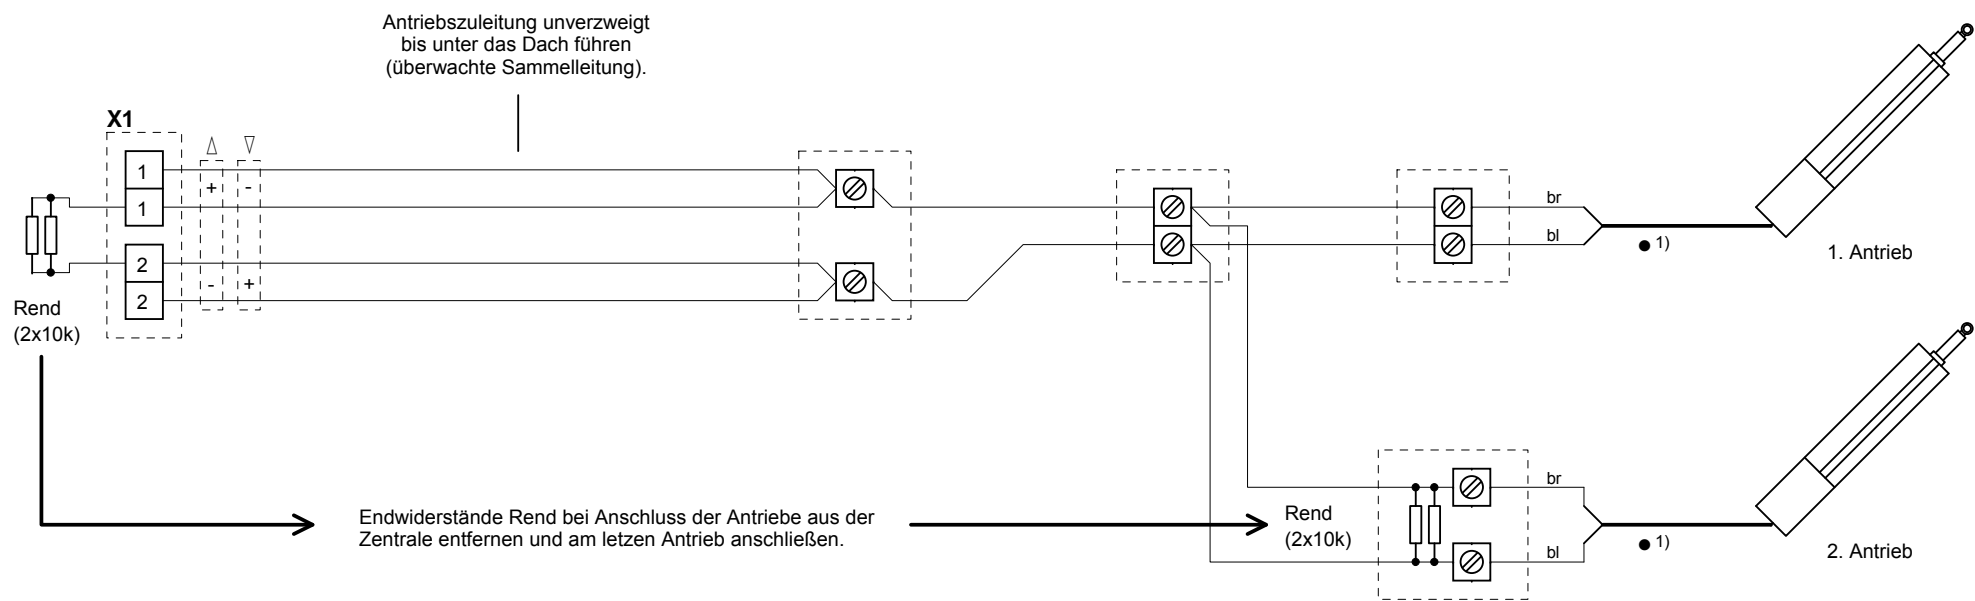 Antriebszuleitung unverzweigt
bis unter das Dach führen
(überwachte Sammelleitung).
X1
1
1
2
2
+ -
- +
Rend
(2x10k)
br
bl
1)
1. Antrieb
Endwiderstände Rend bei Anschluss der Antriebe aus der
Zentrale entfernen und am letzen Antrieb anschließen.
Rend
(2x10k)
br
bl
1)
2. Antrieb